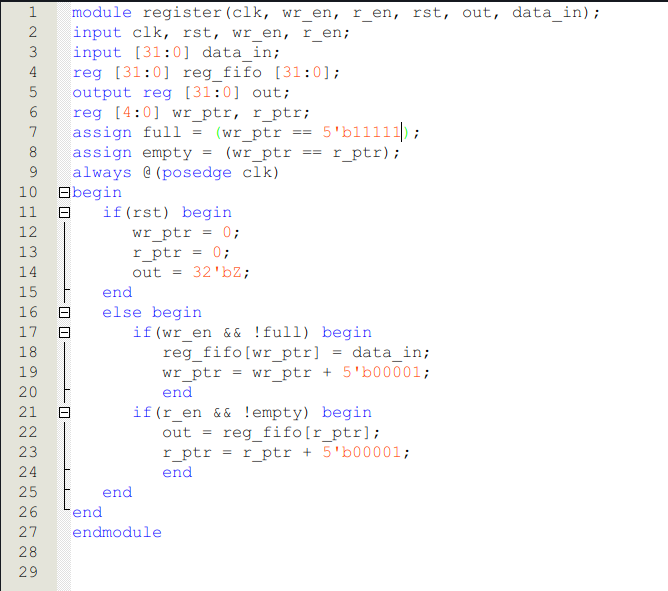 1 module register(clk, wr_en, r_en, rst, out, data_in);
2 input clk, rst, wr_en, r_en;
3 input [31:0] data_in;
4 reg [31:0] reg_fifo [31:0];
5 output reg [31:0] out;
6 reg [4:0] wr_ptr, r_ptr;
7 assign full = (wr_ptr == 5'b11111);
8 assign empty = (wr_ptr == r_ptr);
9 always @(posedge clk)
10 begin
11 if(rst) begin
12 wr_ptr = 0;
13 r_ptr = 0;
14 out = 32'bZ;
15 end
16 else begin
17 if(wr_en && !full) begin
18 reg_fifo[wr_ptr] = data_in;
19 wr_ptr = wr_ptr + 5'b00001;
20 end
21 if(r_en && !empty) begin
22 out = reg_fifo[r_ptr];
23 r_ptr = r_ptr + 5'b00001;
24 end
25 end
26 end
27 endmodule
28
29